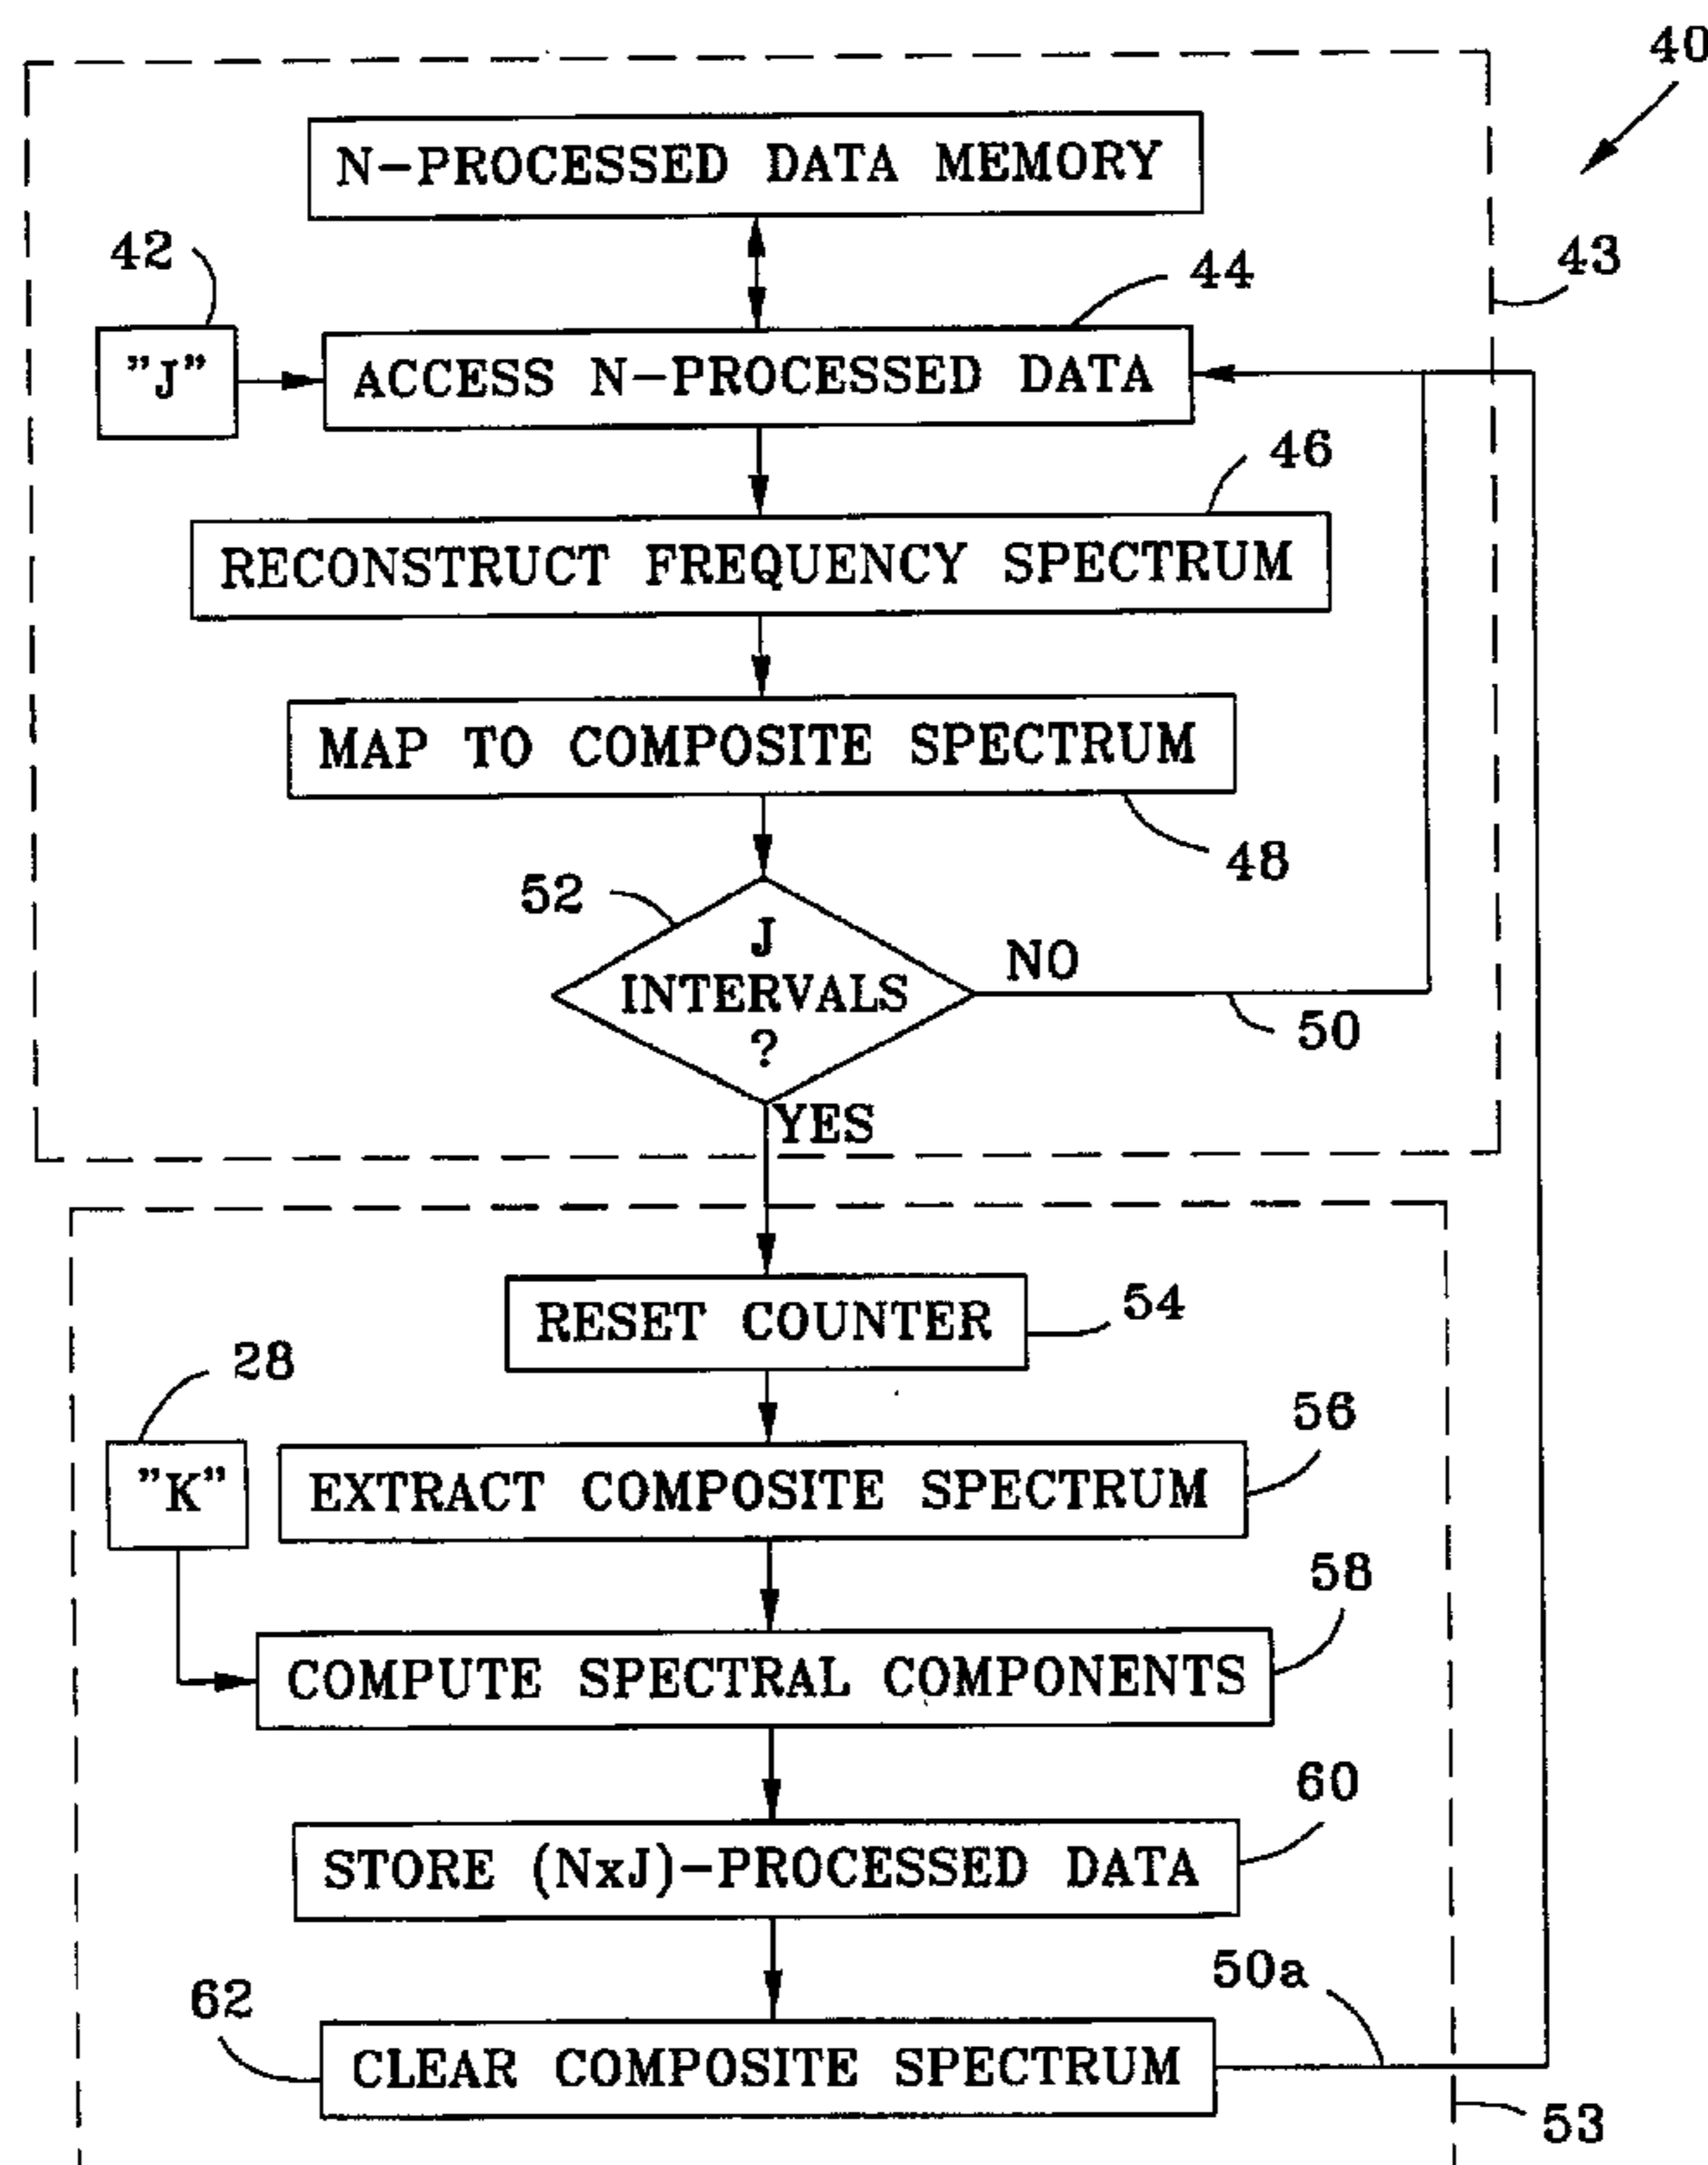 40
N-PROCESSED DATA MEMORY
42
44
43
"J"
ACCESS N-PROCESSED DATA
46
RECONSTRUCT FREQUENCY SPECTRUM
MAP TO COMPOSITE SPECTRUM
48
52
J
INTERVALS
?
NO
50
YES
RESET COUNTER
54
28
56
"K"
EXTRACT COMPOSITE SPECTRUM
58
COMPUTE SPECTRAL COMPONENTS
60
STORE (NxJ)-PROCESSED DATA
50a
62
CLEAR COMPOSITE SPECTRUM
53